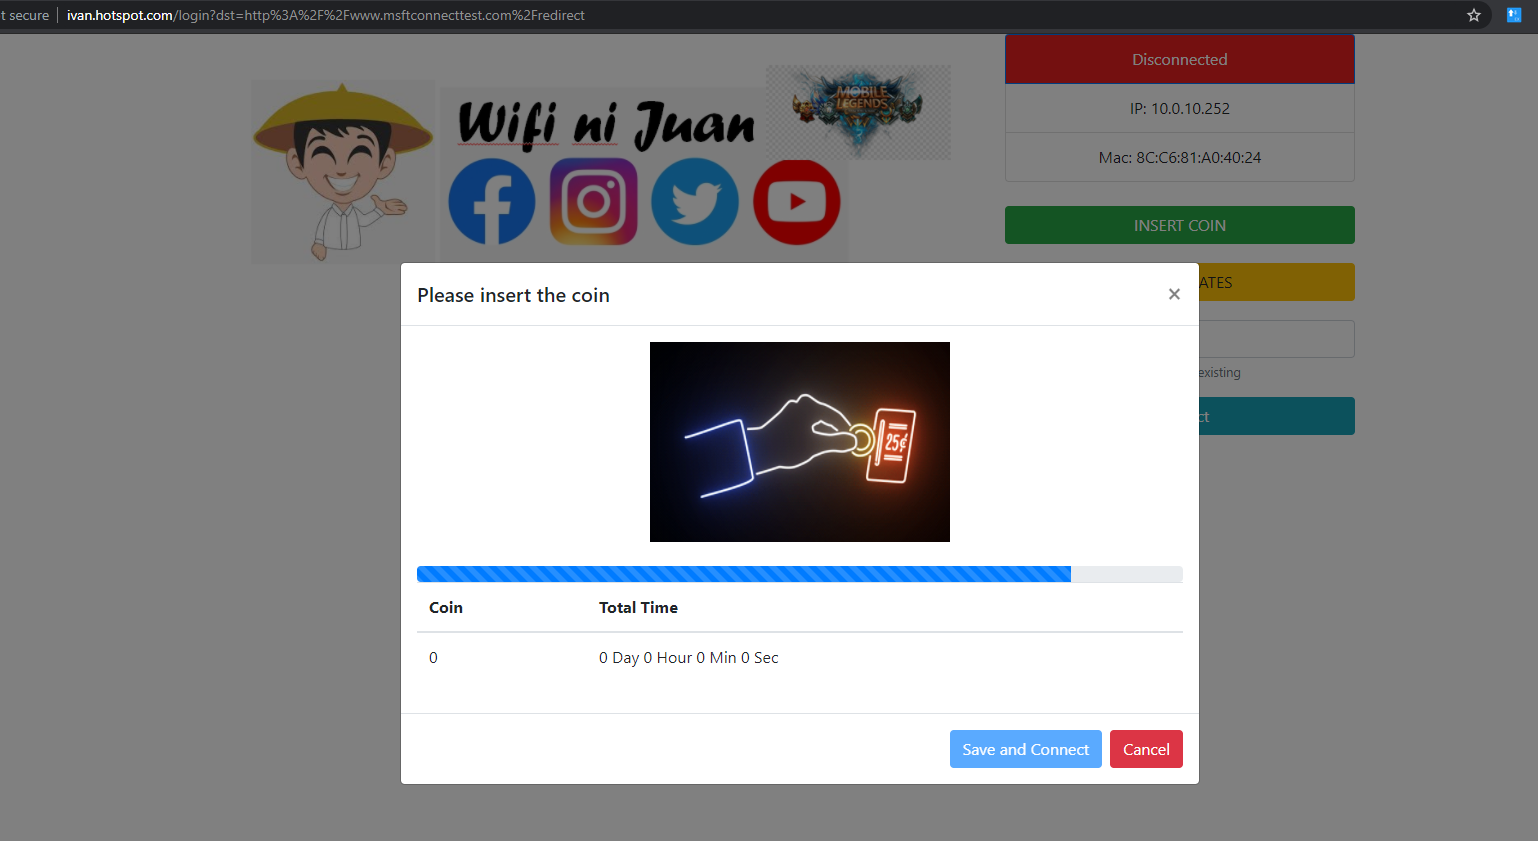 t secure
ivan.hotspot.com/login?dst=http%3A%2F%2Fwww.msftconnecttest.com%2Fredirect
Wifi ni Juan
MOBILE
LEGENDS
Disconnected
IP: 10.0.10.252
Mac: 8C:C6:81:A0:40:24
INSERT COIN
ATES
existing
ct
Please insert the coin
×
25¢
Coin
Total Time
0
0 Day 0 Hour 0 Min 0 Sec
Save and Connect
Cancel